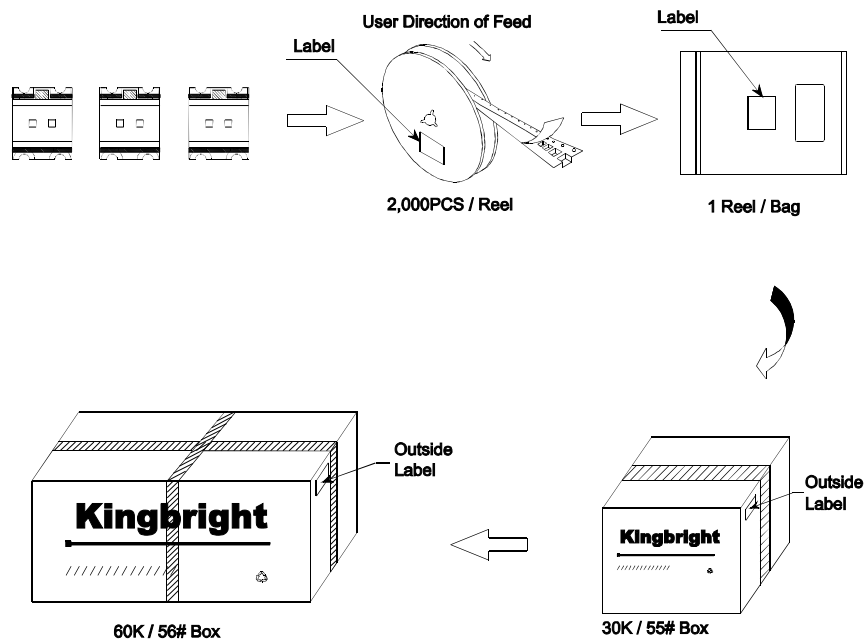 User Direction of Feed
Label
Label
2,000PCS / Reel
1 Reel / Bag
Outside
Label
Kingbright
Outside
Label
Kingbright
60K / 56# Box
30K / 55# Box